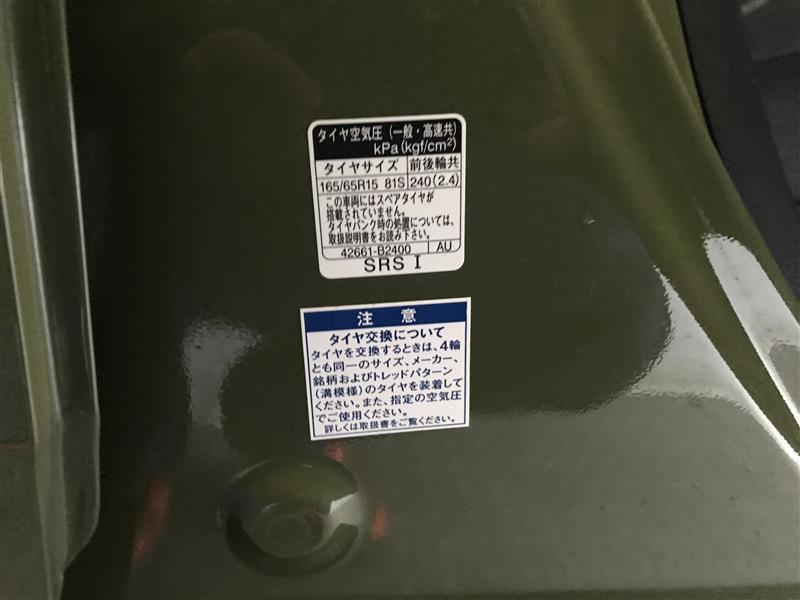 タイヤ空気圧(一般・高速共)
kPa(kgf/cm²)
タイヤサイズ 前後輪共
165/65R15 81S 240(2.4)
この車両にはスペアタイヤが
搭載されていません。
タイヤパンク時の処置については、
取扱説明書をお読み下さい。
42661-B2400 AU
SRS I
注意
タイヤ交換について
タイヤを交換するときは、4輪
とも同一のサイズ、メーカー、
銘柄およびトレッドパターン
(溝模様)のタイヤを装着して
ください。また、指定の空気圧
でご使用ください。
詳しくは取扱書をご覧ください。